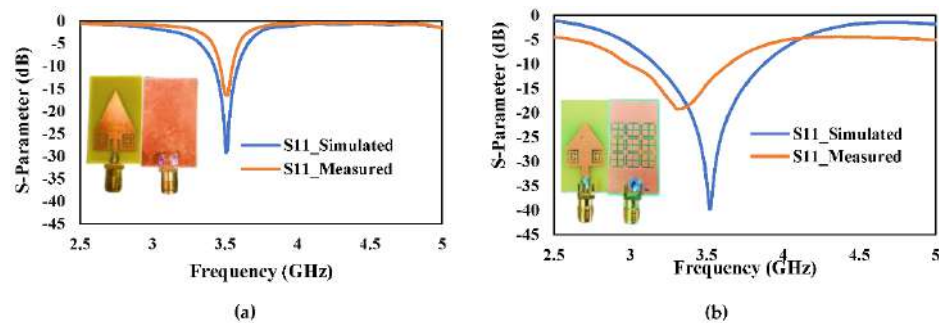 0
-5
-10
-15
-20
-25
-30
-35
-40
-45
S-Parameter (dB)
S11_Simulated
S11_Measured
2.5 3 3.5 4 4.5 5
Frequency (GHz)
(a)
0
-5
-10
-15
-20
-25
-30
-35
-40
-45
S-Parameter (dB)
S11_Simulated
S11_Measured
2.5 3 3.5 4 4.5 5
Frequency (GHz)
(b)